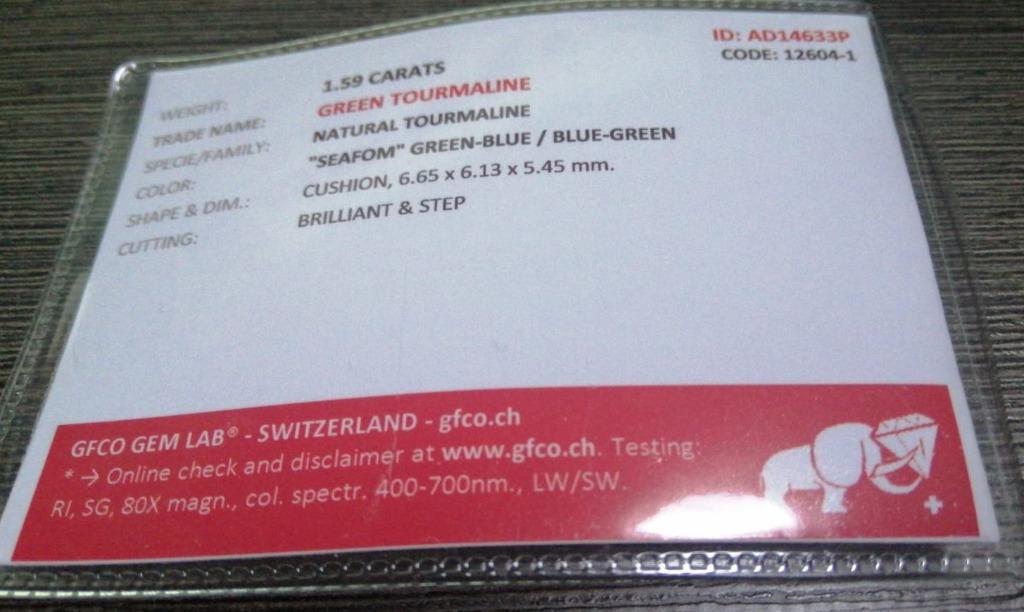 ID: AD14633P
CODE: 12604-1
WEIGHT: 1.59 CARATS
TRADE NAME: GREEN TOURMALINE
SPECIE/FAMILY: NATURAL TOURMALINE
COLOR: "SEAFOM" GREEN-BLUE / BLUE-GREEN
SHAPE & DIM.: CUSHION, 6.65 x 6.13 x 5.45 mm.
CUTTING: BRILLIANT & STEP
GFCO GEM LAB® - SWITZERLAND - gfco.ch
* → Online check and disclaimer at www.gfco.ch. Testing:
RI, SG, 80X magn., col. spectr. 400-700nm., LW/SW.